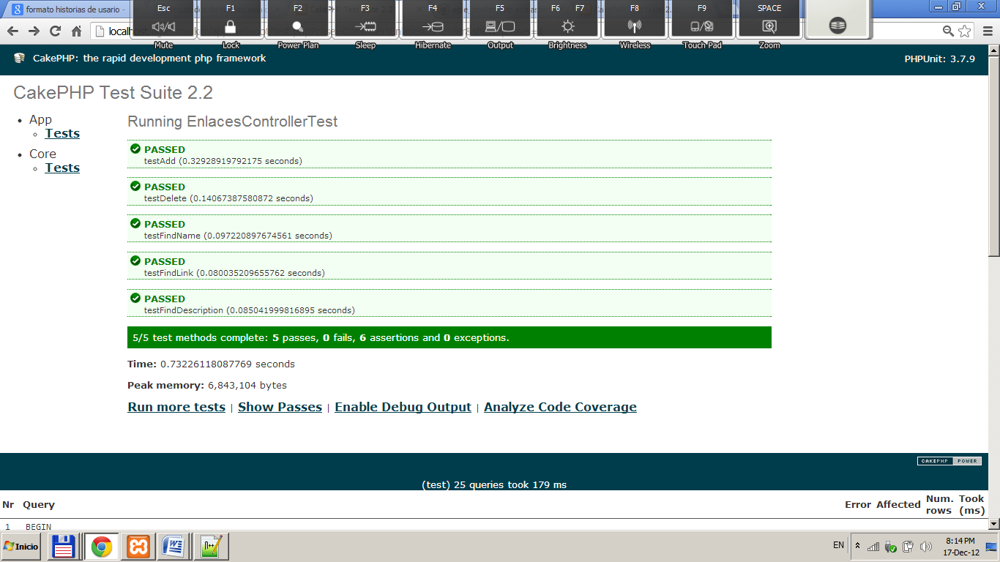 formato historias de usario -
Esc F1 F2 F3 F4 F5 F6 F7 F8 F9 SPACE
Mute Lock Power Plan Sleep Hibernate Output Brightness Wireless Touch Pad Zoom
CakePHP: the rapid development php framework
PHPUnit: 3.7.9
CakePHP Test Suite 2.2
App
Tests
Core
Tests
Running EnlacesControllerTest
PASSED
testAdd (0.32928919792175 seconds)
PASSED
testDelete (0.14067387580872 seconds)
PASSED
testFindName (0.097220897674561 seconds)
PASSED
testFindLink (0.080035209655762 seconds)
PASSED
testFindDescription (0.085041999816895 seconds)
5/5 test methods complete: 5 passes, 0 fails, 6 assertions and 0 exceptions.
Time: 0.73226118087769 seconds
Peak memory: 6,843,104 bytes
Run more tests | Show Passes | Enable Debug Output | Analyze Code Coverage
CAKEPHP POWER
(test) 25 queries took 179 ms
Nr Query Error Affected Num. rows Took (ms)
1 BEGIN
Inicio
EN
8:14 PM
17-Dec-12